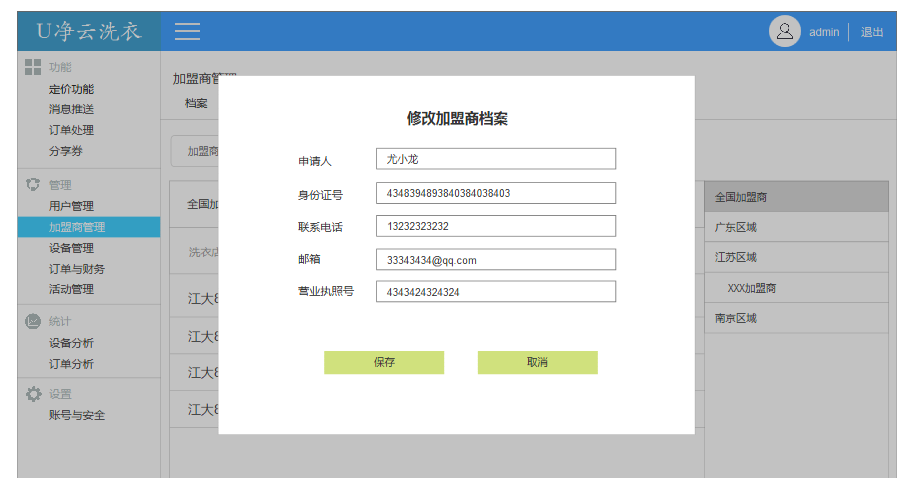 U净云洗衣
admin
退出
功能
定价功能
消息推送
订单处理
分享券
管理
用户管理
加盟商管理
设备管理
订单与财务
活动管理
统计
设备分析
订单分析
设置
账号与安全
加盟商管
档案
加盟商
全国加
洗衣店
江大
江大
江大
江大
修改加盟商档案
申请人 尤小龙
身份证号 4348394893840384038403
联系电话 13232323232
邮箱 33343434@qq.com
营业执照号 4343424324324
保存 取消
全国加盟商
广东区域
江苏区域
XXX加盟商
南京区域